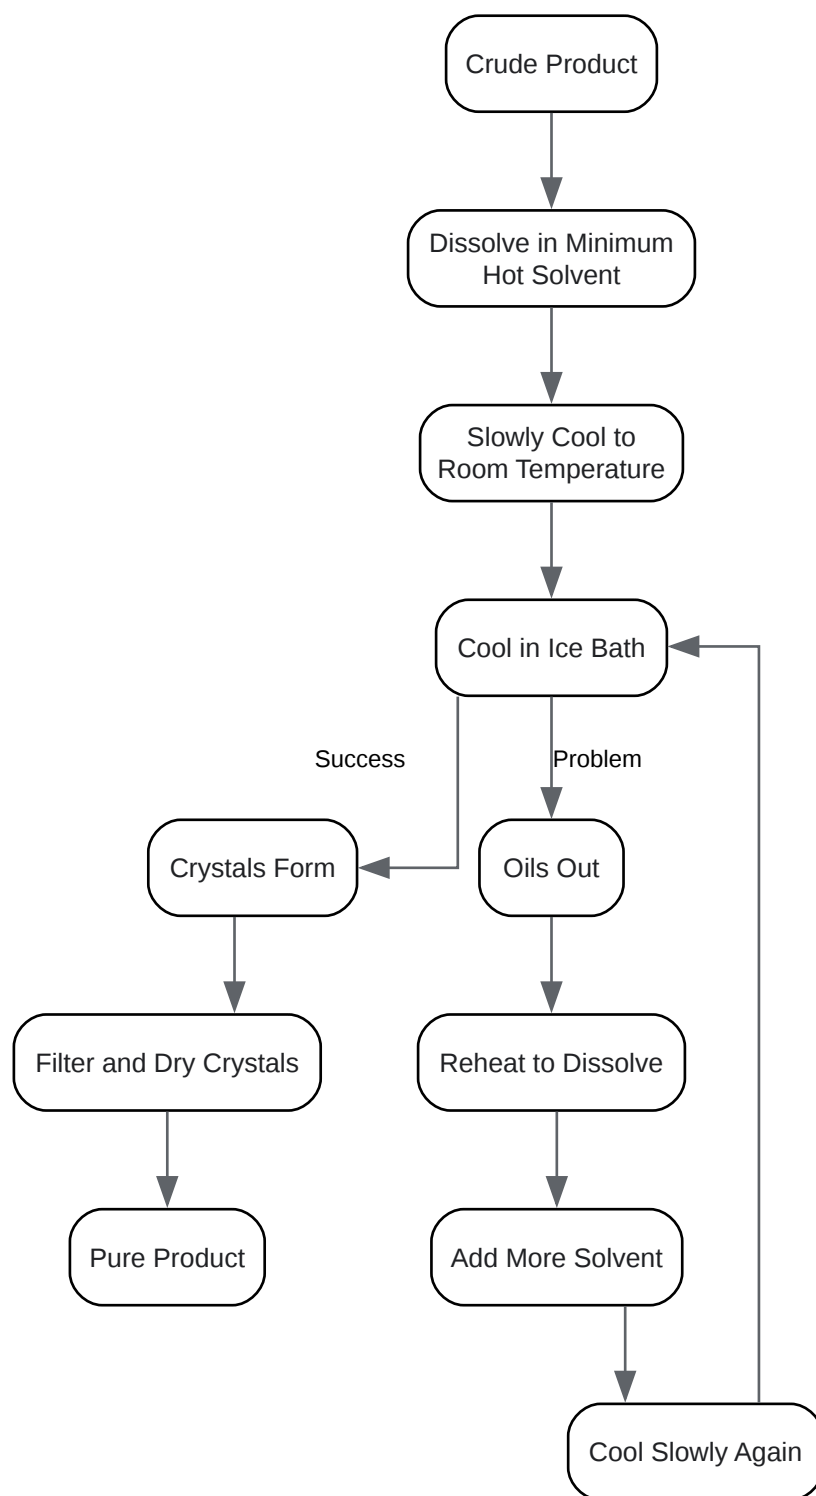 Crude Product
Dissolve in Minimum
Hot Solvent
Slowly Cool to
Room Temperature
Cool in Ice Bath
Success
Problem
Crystals Form
Oils Out
Filter and Dry Crystals
Reheat to Dissolve
Pure Product
Add More Solvent
Cool Slowly Again